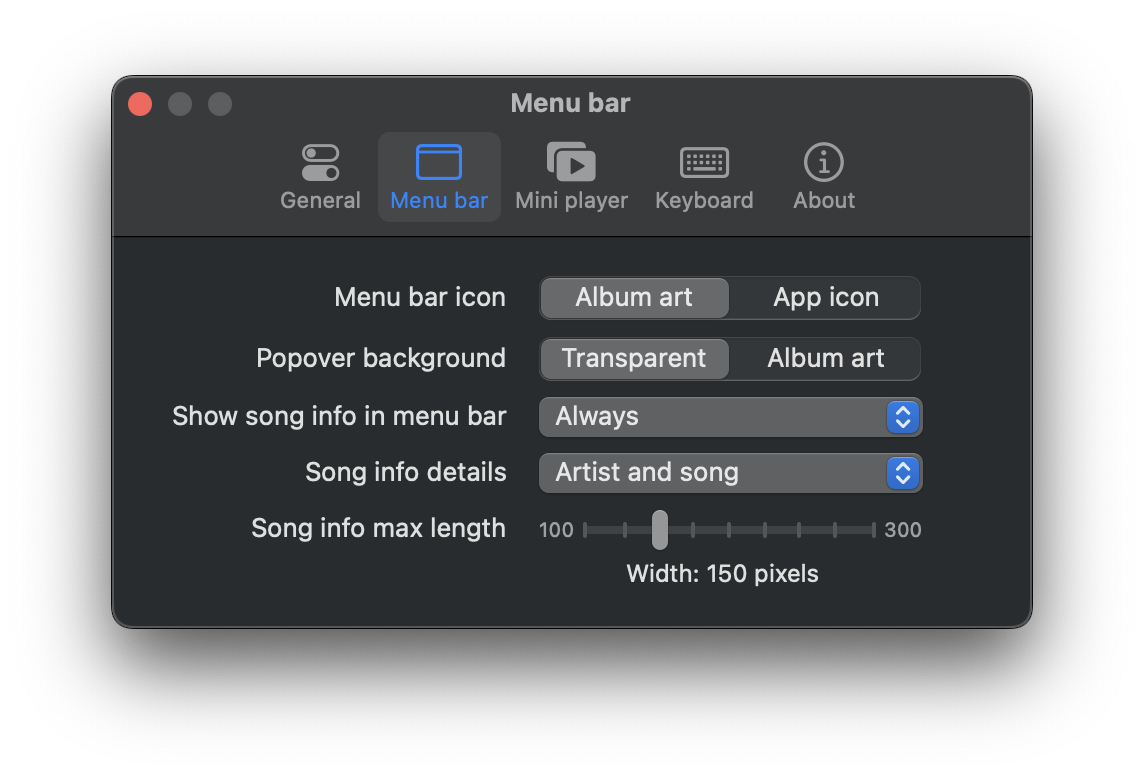 Menu bar
General Menu bar Mini player Keyboard About
Menu bar icon Album art App icon
Popover background Transparent Album art
Show song info in menu bar Always
Song info details Artist and song
Song info max length 100 300
Width: 150 pixels